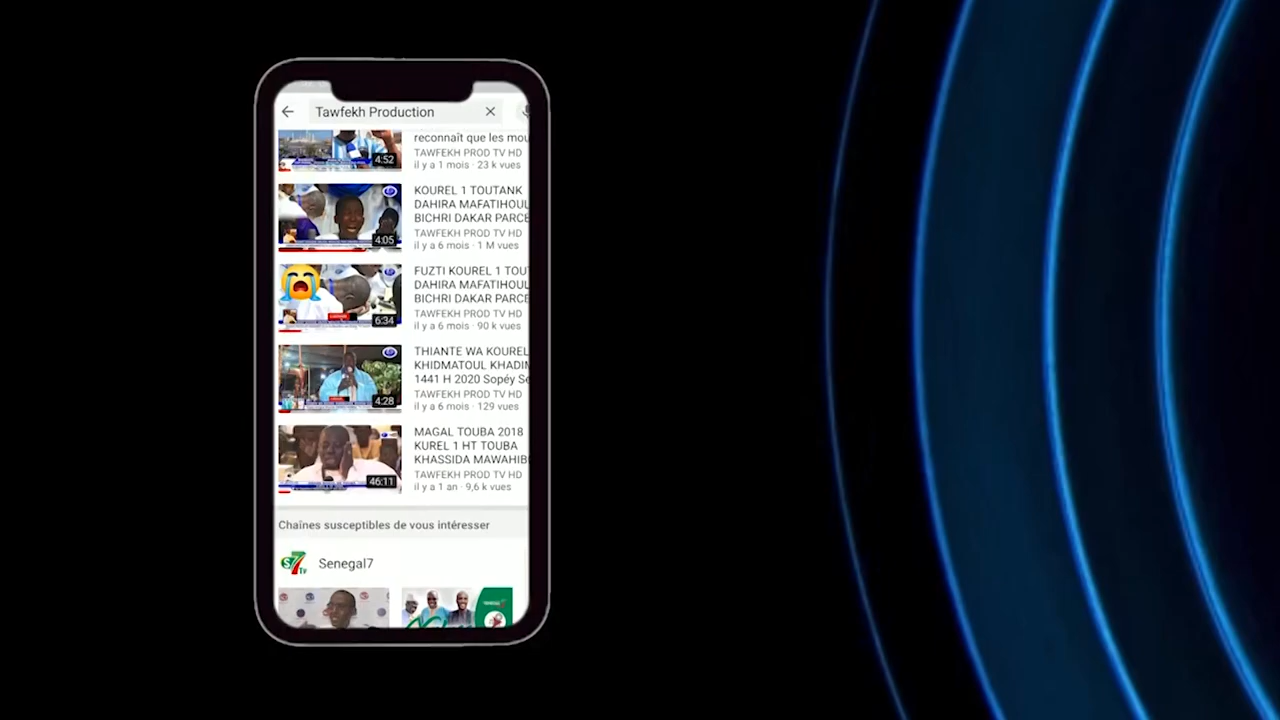 Tawfekh Production
reconnaît que les mou
TAWFEKH PROD TV HD
il y a 1 mois · 23 k vues
4:52
KOUREL 1 TOUTANK
DAHIRA MAFATIHOUL
BICHRI DAKAR PARCE
TAWFEKH PROD TV HD
il y a 6 mois · 1 M vues
4:05
FUZTI KOUREL 1 TOU
DAHIRA MAFATIHOUL
BICHRI DAKAR PARCE
TAWFEKH PROD TV HD
il y a 6 mois · 90 k vues
6:34
THIANTE WA KOUREL
KHIDMATOUL KHADIM
1441 H 2020 Sopéy Se
TAWFEKH PROD TV HD
il y a 6 mois · 129 vues
4:28
MAGAL TOUBA 2018
KUREL 1 HT TOUBA
KHASSIDA MAWAHIB
TAWFEKH PROD TV HD
il y a 1 an · 9,6 k vues
46:11
Chaînes susceptibles de vous intéresser
S7 Tv
Senegal7